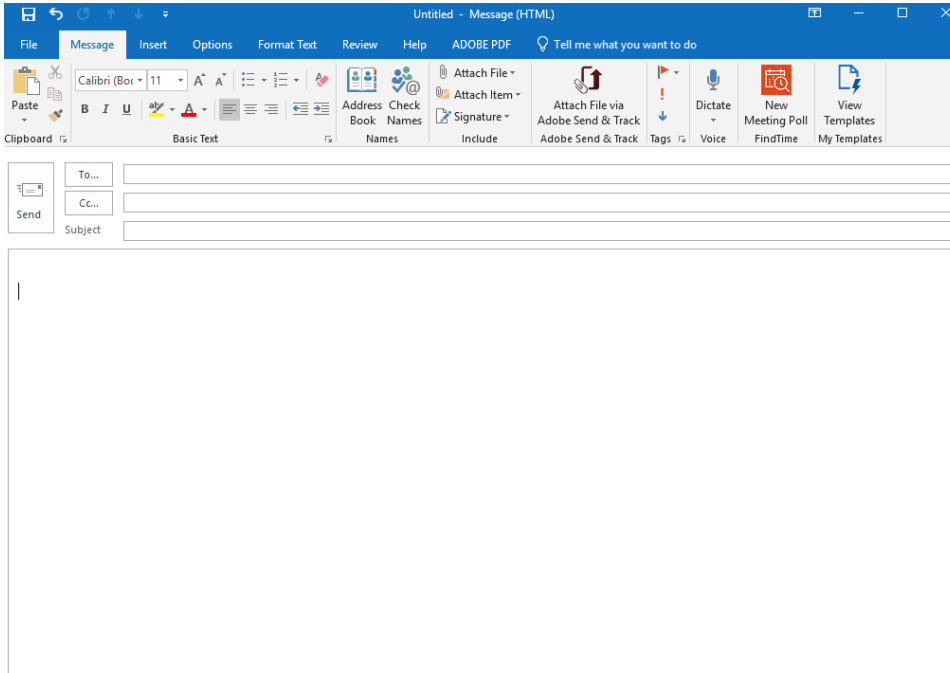 Untitled - Message (HTML)
File Message Insert Options Format Text Review Help ADOBE PDF Tell me what you want to do
Paste
Clipboard
Calibri (Boc 11 A A
B I U aby A
Basic Text
Address Book
Check Names
Names
Attach File
Attach Item
Signature
Include
Attach File via
Adobe Send & Track
Adobe Send & Track
Tags
Dictate
Voice
New
Meeting Poll
FindTime
View
Templates
My Templates
Send
To...
Cc...
Subject